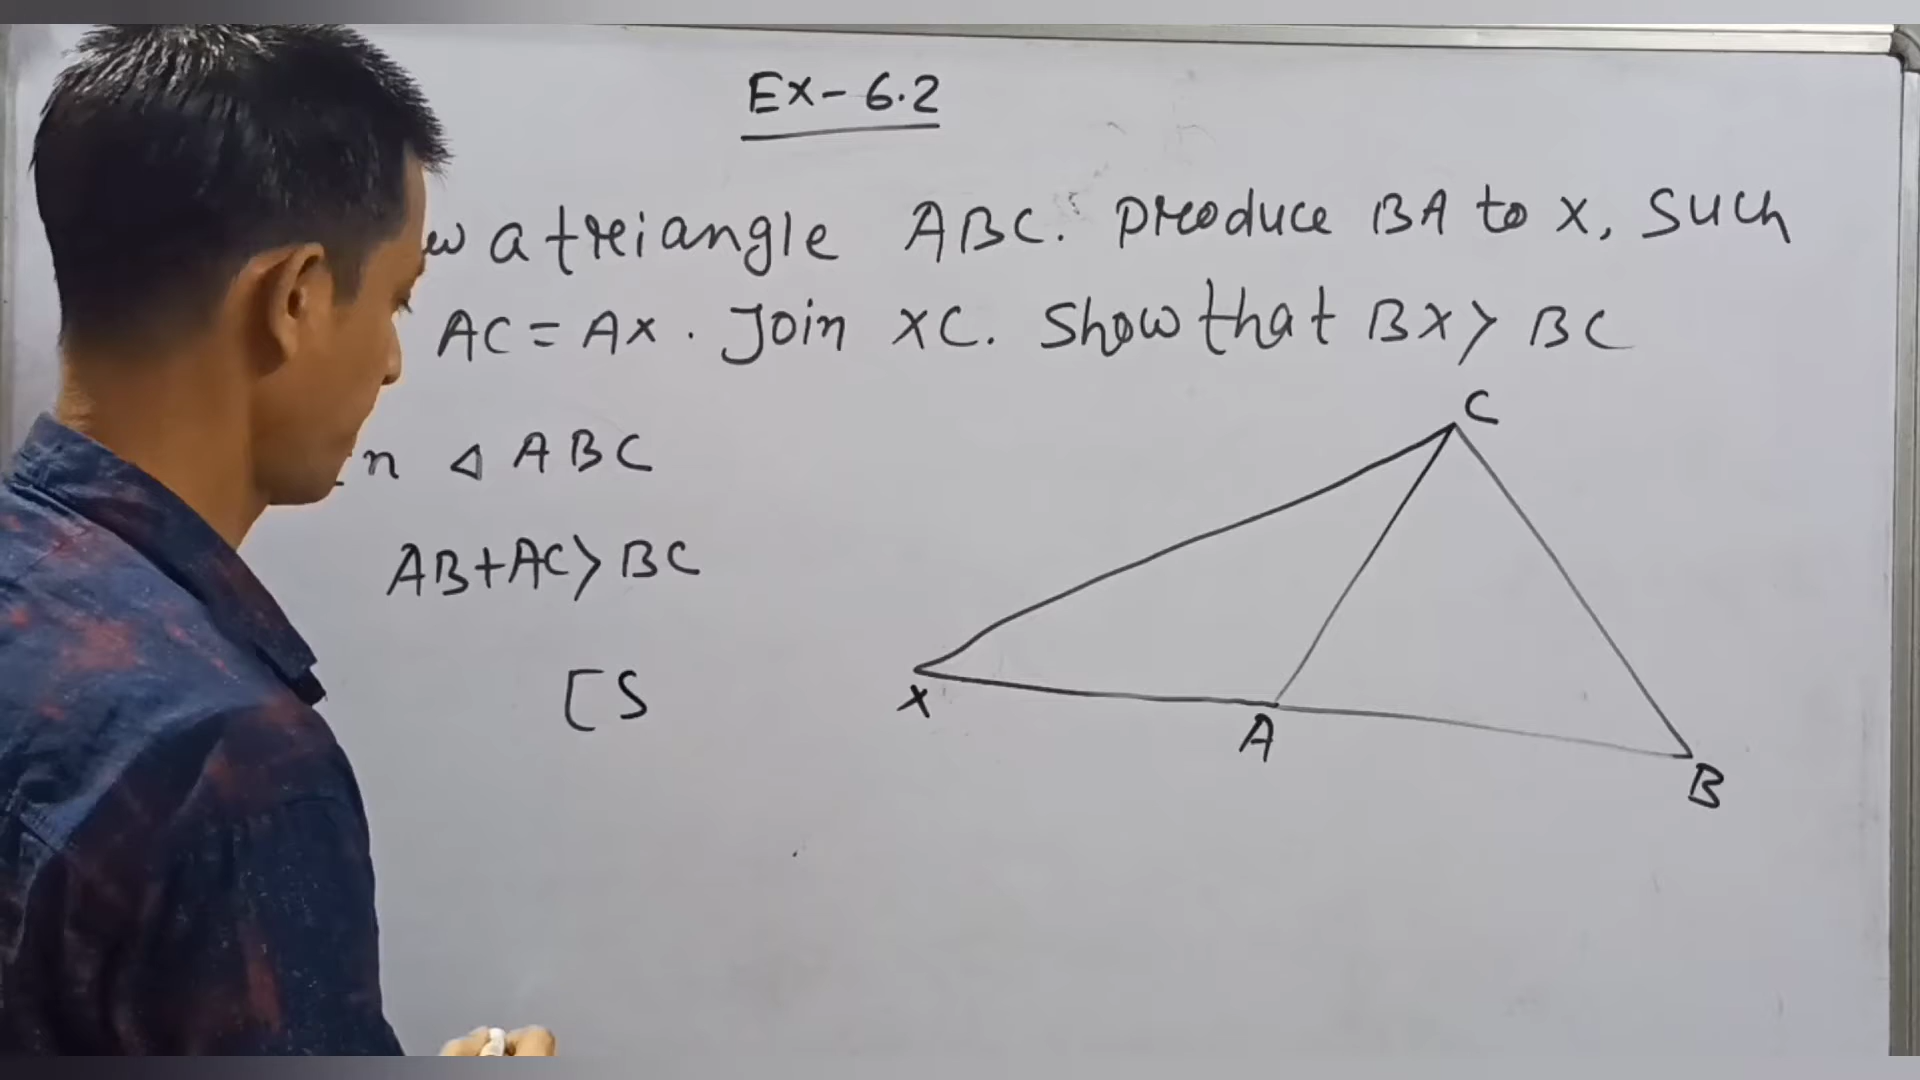 Ex- 6.2
w a triangle ABC. produce BA to X, Such
AC = AX. Join XC. Show that BX > BC
In △ ABC
AB+AC> BC
[S
C
X
A
B